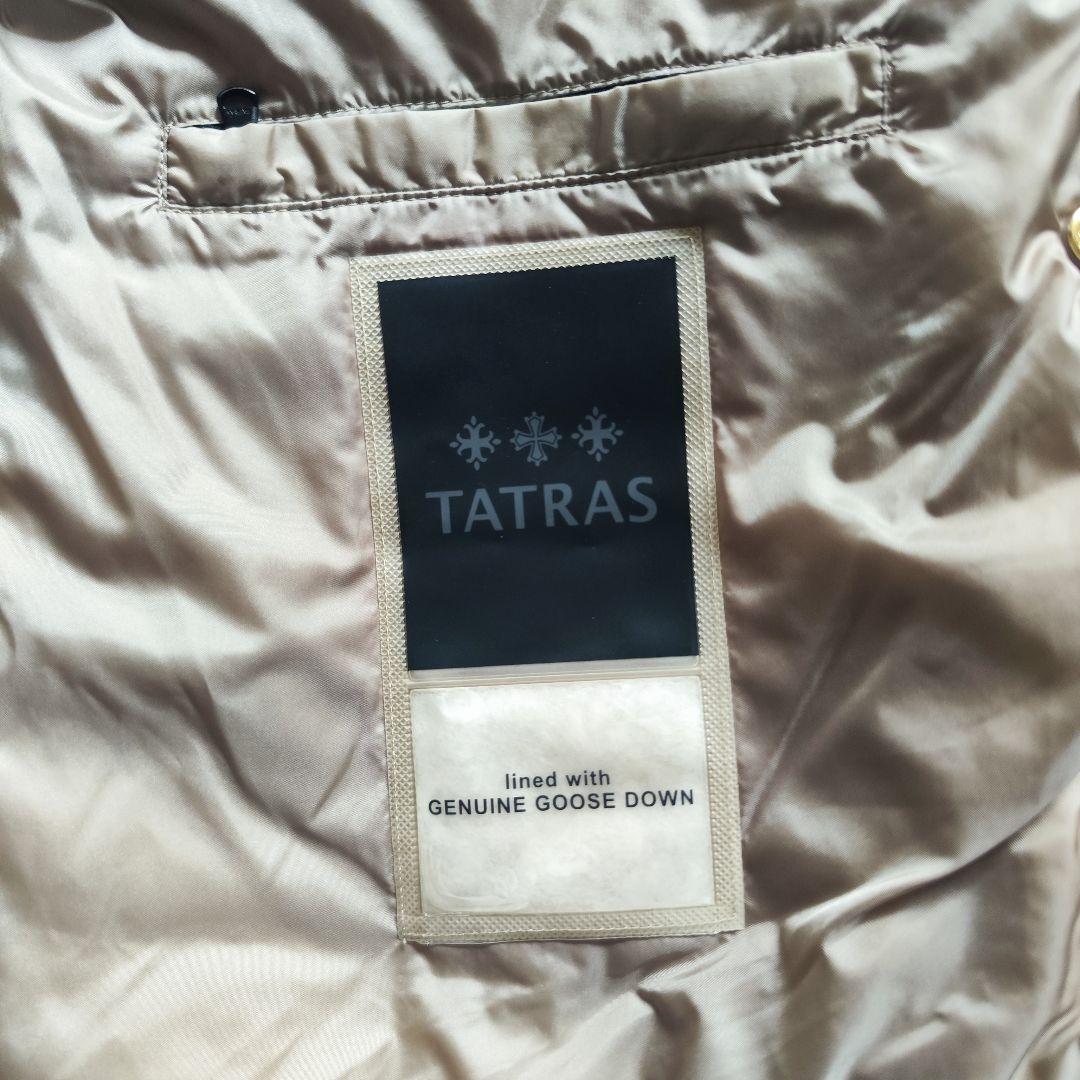 TATRAS
lined with
GENUINE GOOSE DOWN